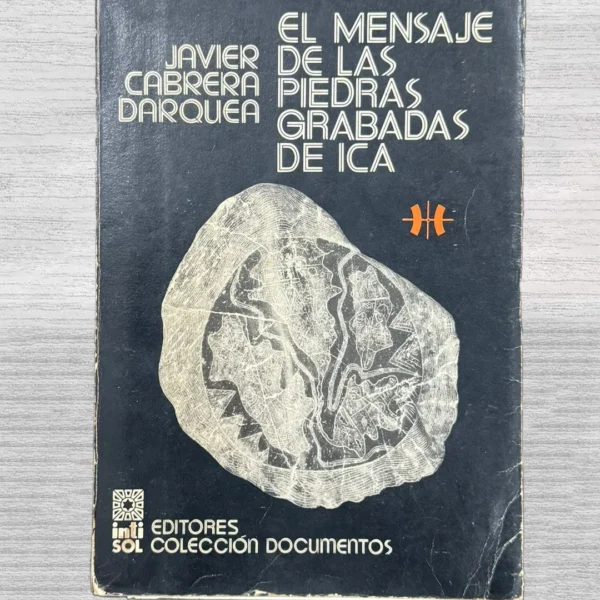 JAVIER
CABRERA
DARQUEA
EL MENSAJE
DE LAS
PIEDRAS
GRABADAS
DE ICA
inti
SOL
EDITORES
COLECCIÓN DOCUMENTOS